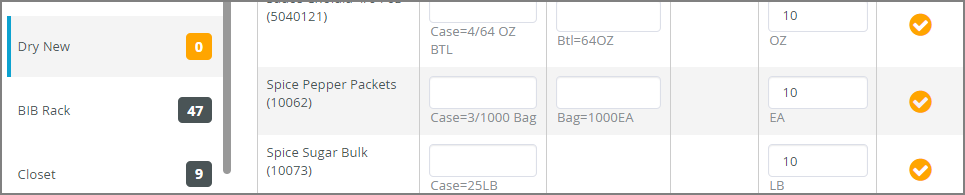 Dry New
0
BIB Rack
47
Closet
9
(5040121)
Case=4/64 OZ
BTL
Btl=64OZ
10
OZ
Spice Pepper Packets
(10062)
Case=3/1000 Bag
Bag=1000EA
10
EA
Spice Sugar Bulk
(10073)
Case=25LB
10
LB